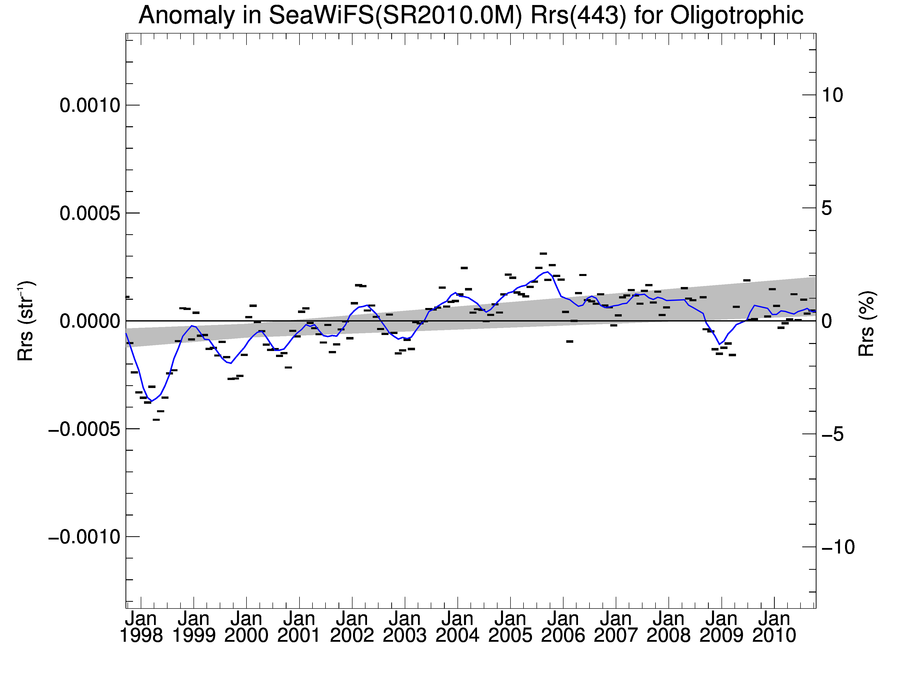 Anomaly in SeaWiFS(SR2010.0M) Rrs(443) for Oligotrophic
0.0010
0.0005
0.0000
−0.0005
−0.0010
Rrs (str⁻¹)
10
5
0
−5
−10
Rrs (%)
Jan Jan Jan Jan Jan Jan Jan Jan Jan Jan Jan Jan Jan
1998 1999 2000 2001 2002 2003 2004 2005 2006 2007 2008 2009 2010